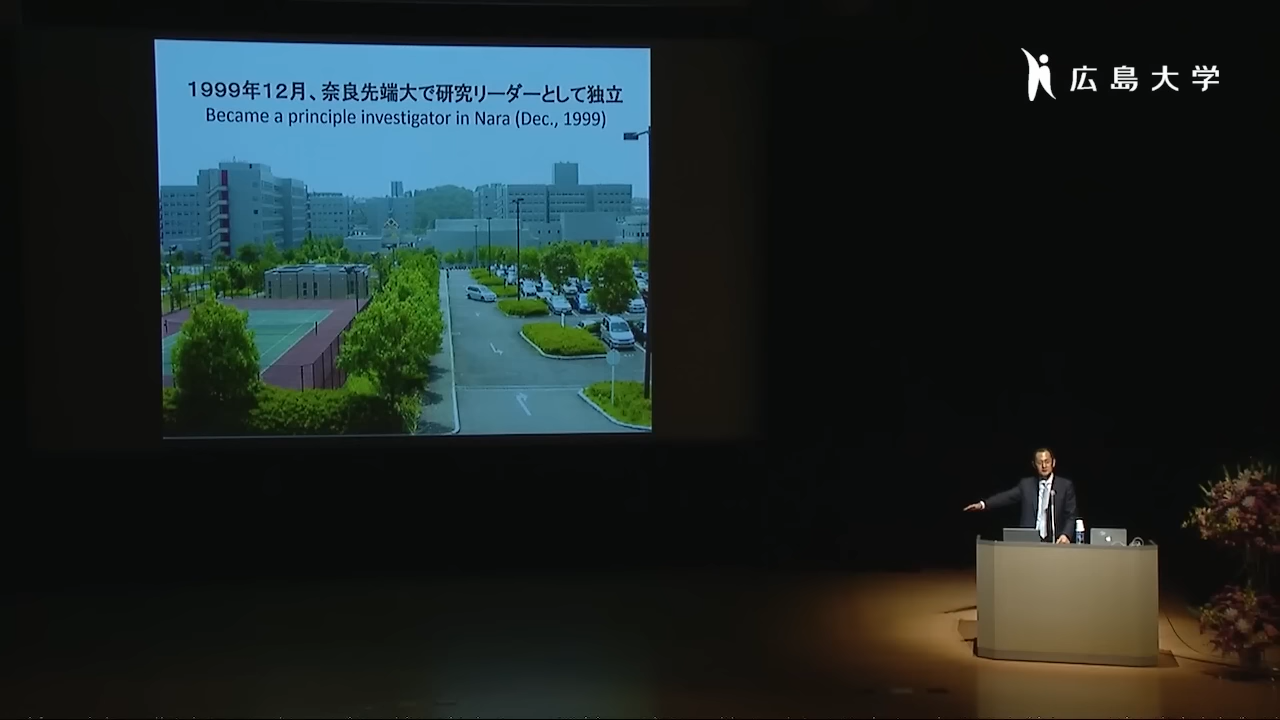 1999年12月、奈良先端大で研究リーダーとして独立
Became a principle investigator in Nara (Dec., 1999)
広島大学